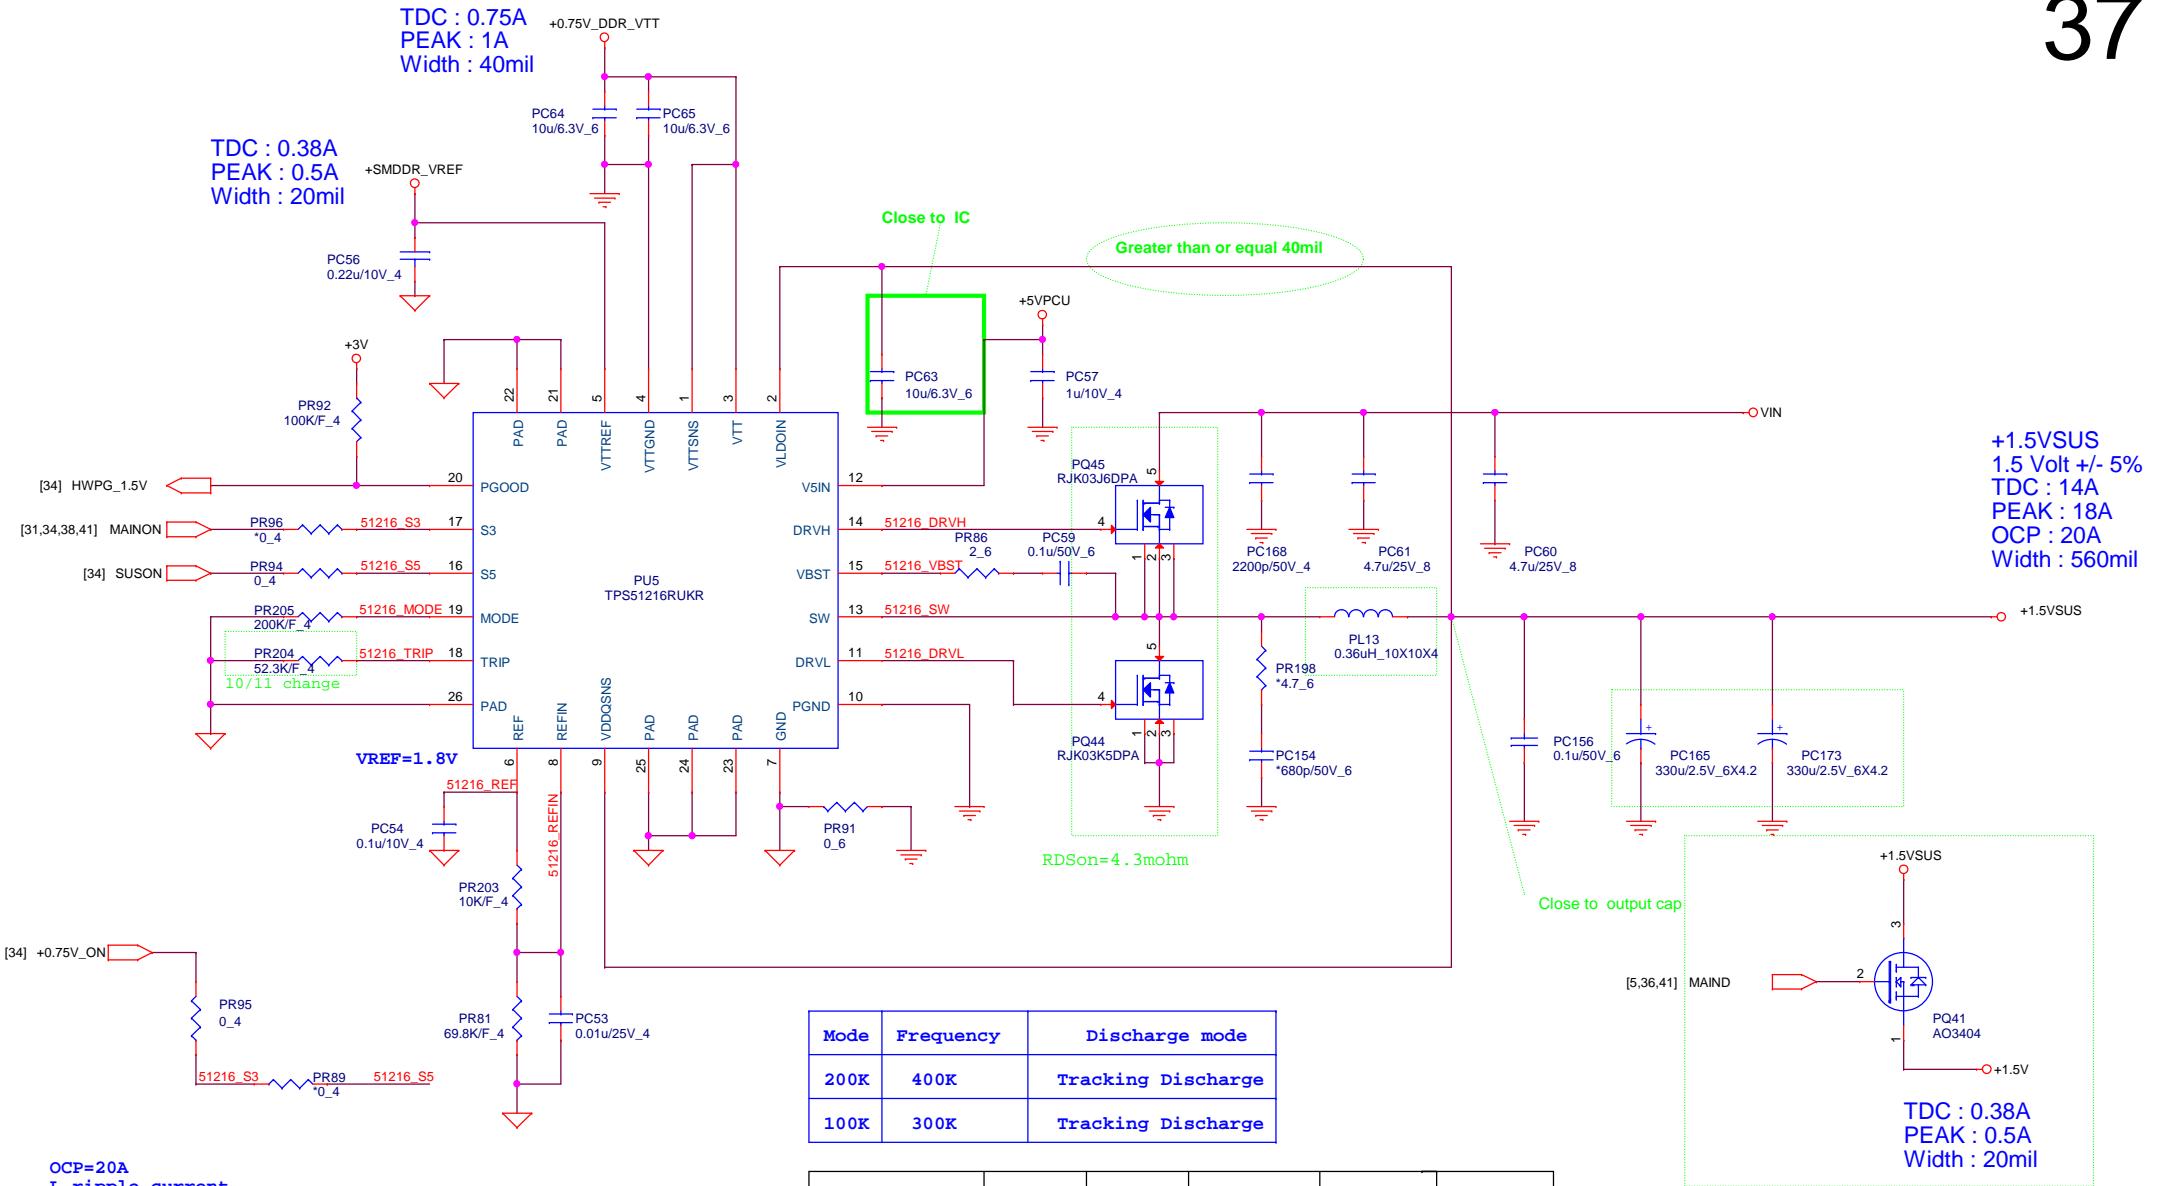 37
TDC : 0.75A
PEAK : 1A
Width : 40mil
+0.75V_DDR_VTT
PC64
10u/6.3V_6
PC65
10u/6.3V_6
TDC : 0.38A
PEAK : 0.5A
Width : 20mil
+SMDDR_VREF
PC56
0.22u/10V_4
Close to IC
Greater than or equal 40mil
+5VPCU
PC63
10u/6.3V_6
PC57
1u/10V_4
+3V
PR92
100K/F_4
22
21
5
4
1
3
2
PAD
PAD
VTTREF
VTTGND
VTTSNS
VTT
VLDOIN
[34] HWPG_1.5V
20
PGOOD
[31,34,38,41] MAINON
PR96
*0_4
51216_S3
17
S3
[34] SUSON
PR94
0_4
51216_S5
16
S5
PR205
200K/F_4
51216_MODE
19
MODE
PR204
52.3K/F_4
51216_TRIP
18
TRIP
10/11 change
26
PAD
PU5
TPS51216RUKR
V5IN
12
DRVH
14
51216_DRVH
VBST
15
51216_VBST
SW
13
51216_SW
DRVL
11
51216_DRVL
PGND
10
PR86
2_6
PC59
0.1u/50V_6
PQ45
RJK03J6DPA
5
4
1
2
3
PQ44
RJK03K5DPA
5
4
1
2
3
RDSon=4.3mohm
VIN
PC168
2200p/50V_4
PC61
4.7u/25V_8
PC60
4.7u/25V_8
+1.5VSUS
1.5 Volt +/- 5%
TDC : 14A
PEAK : 18A
OCP : 20A
Width : 560mil
+1.5VSUS
PL13
0.36uH_10X10X4
PR198
*4.7_6
PC154
*680p/50V_6
PC156
0.1u/50V_6
PC165
330u/2.5V_6X4.2
PC173
330u/2.5V_6X4.2
+
+
Close to output cap
REF
REFIN
VDDQSNS
PAD
PAD
PAD
GND
6
8
9
25
24
23
7
VREF=1.8V
51216_REF
51216_REFIN
PC54
0.1u/10V_4
PR91
0_6
PR203
10K/F_4
PR81
69.8K/F_4
PC53
0.01u/25V_4
[34] +0.75V_ON
PR95
0_4
51216_S3
PR89
*0_4
51216_S5
+1.5VSUS
3
[5,36,41] MAIND
2
PQ41
AO3404
1
+1.5V
TDC : 0.38A
PEAK : 0.5A
Width : 20mil
Mode Frequency Discharge mode
200K 400K Tracking Discharge
100K 300K Tracking Discharge
OCP=20A
L ripple current